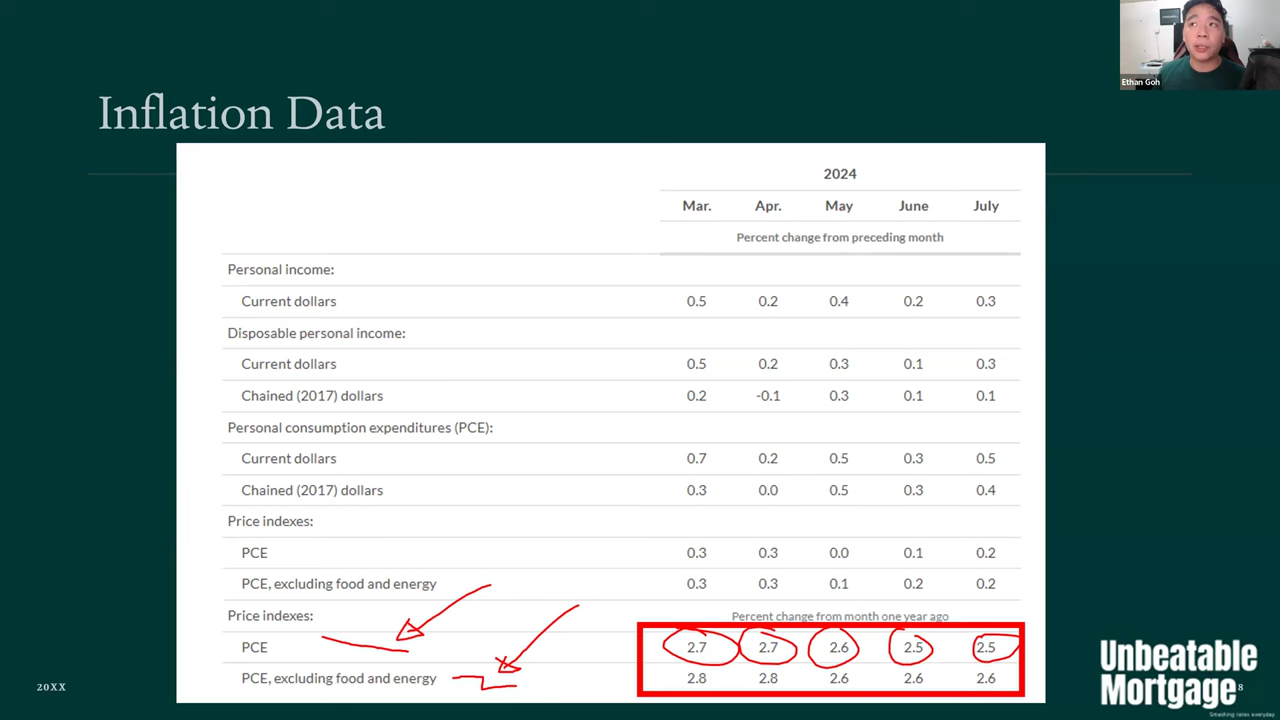 Ethan Goh
Inflation Data
2024
Mar. Apr. May June July
Percent change from preceding month
Personal income:
Current dollars 0.5 0.2 0.4 0.2 0.3
Disposable personal income:
Current dollars 0.5 0.2 0.3 0.1 0.3
Chained (2017) dollars 0.2 -0.1 0.3 0.1 0.1
Personal consumption expenditures (PCE):
Current dollars 0.7 0.2 0.5 0.3 0.5
Chained (2017) dollars 0.3 0.0 0.5 0.3 0.4
Price indexes:
PCE 0.3 0.3 0.0 0.1 0.2
PCE, excluding food and energy 0.3 0.3 0.1 0.2 0.2
Price indexes: Percent change from month one year ago
PCE 2.7 2.7 2.6 2.5 2.5
PCE, excluding food and energy 2.8 2.8 2.6 2.6 2.6
20XX
Unbeatable
Mortgage
8
Smashing rates everyday